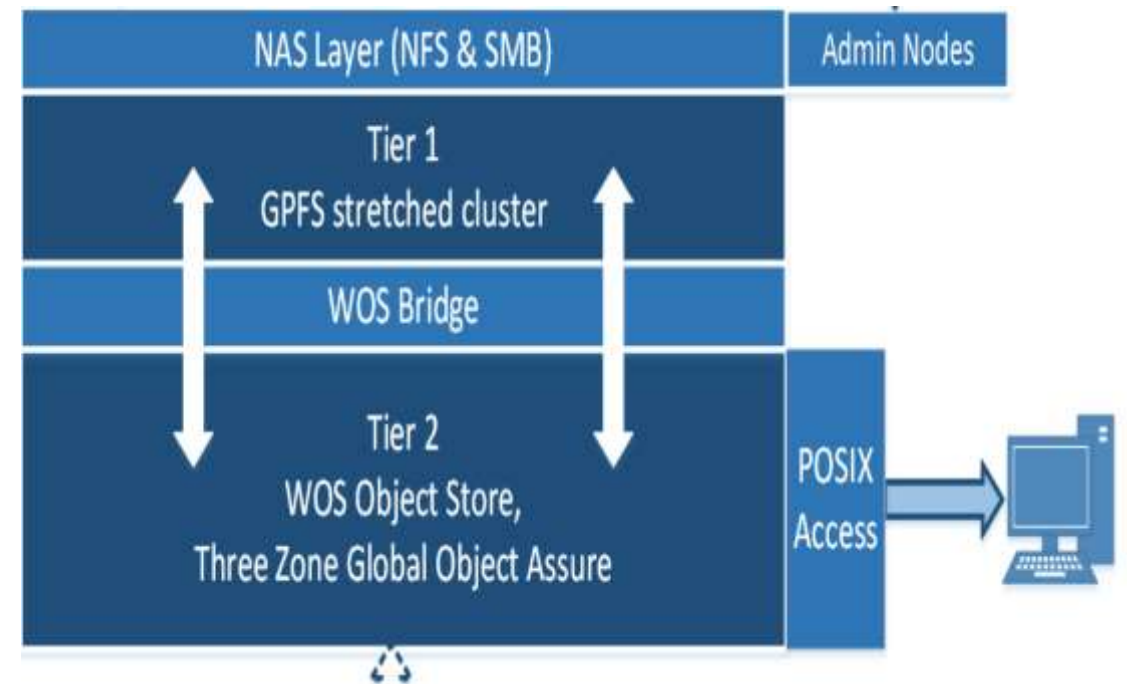 NAS Layer (NFS & SMB)
Admin Nodes
Tier 1
GPFS stretched cluster
WOS Bridge
Tier 2
WOS Object Store,
Three Zone Global Object Assure
POSIX
Access